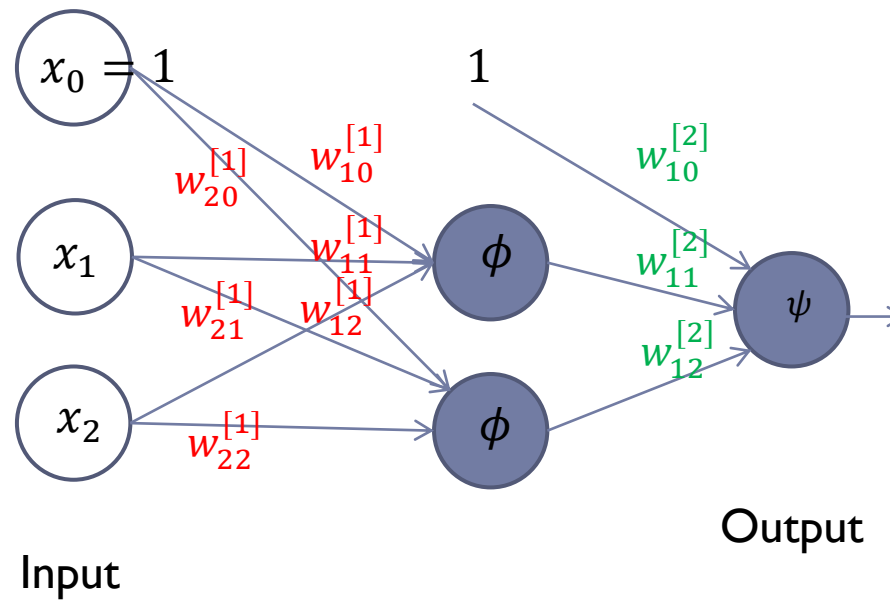 x₀ = 1
1
w₁₀^[1]
w₁₀^[2]
w₂₀^[1]
x₁
w₁₁^[1]
ϕ
w₁₁^[2]
w₂₁^[1]
w₁₂^[1]
ψ
w₁₂^[2]
x₂
w₂₂^[1]
ϕ
Output
Input